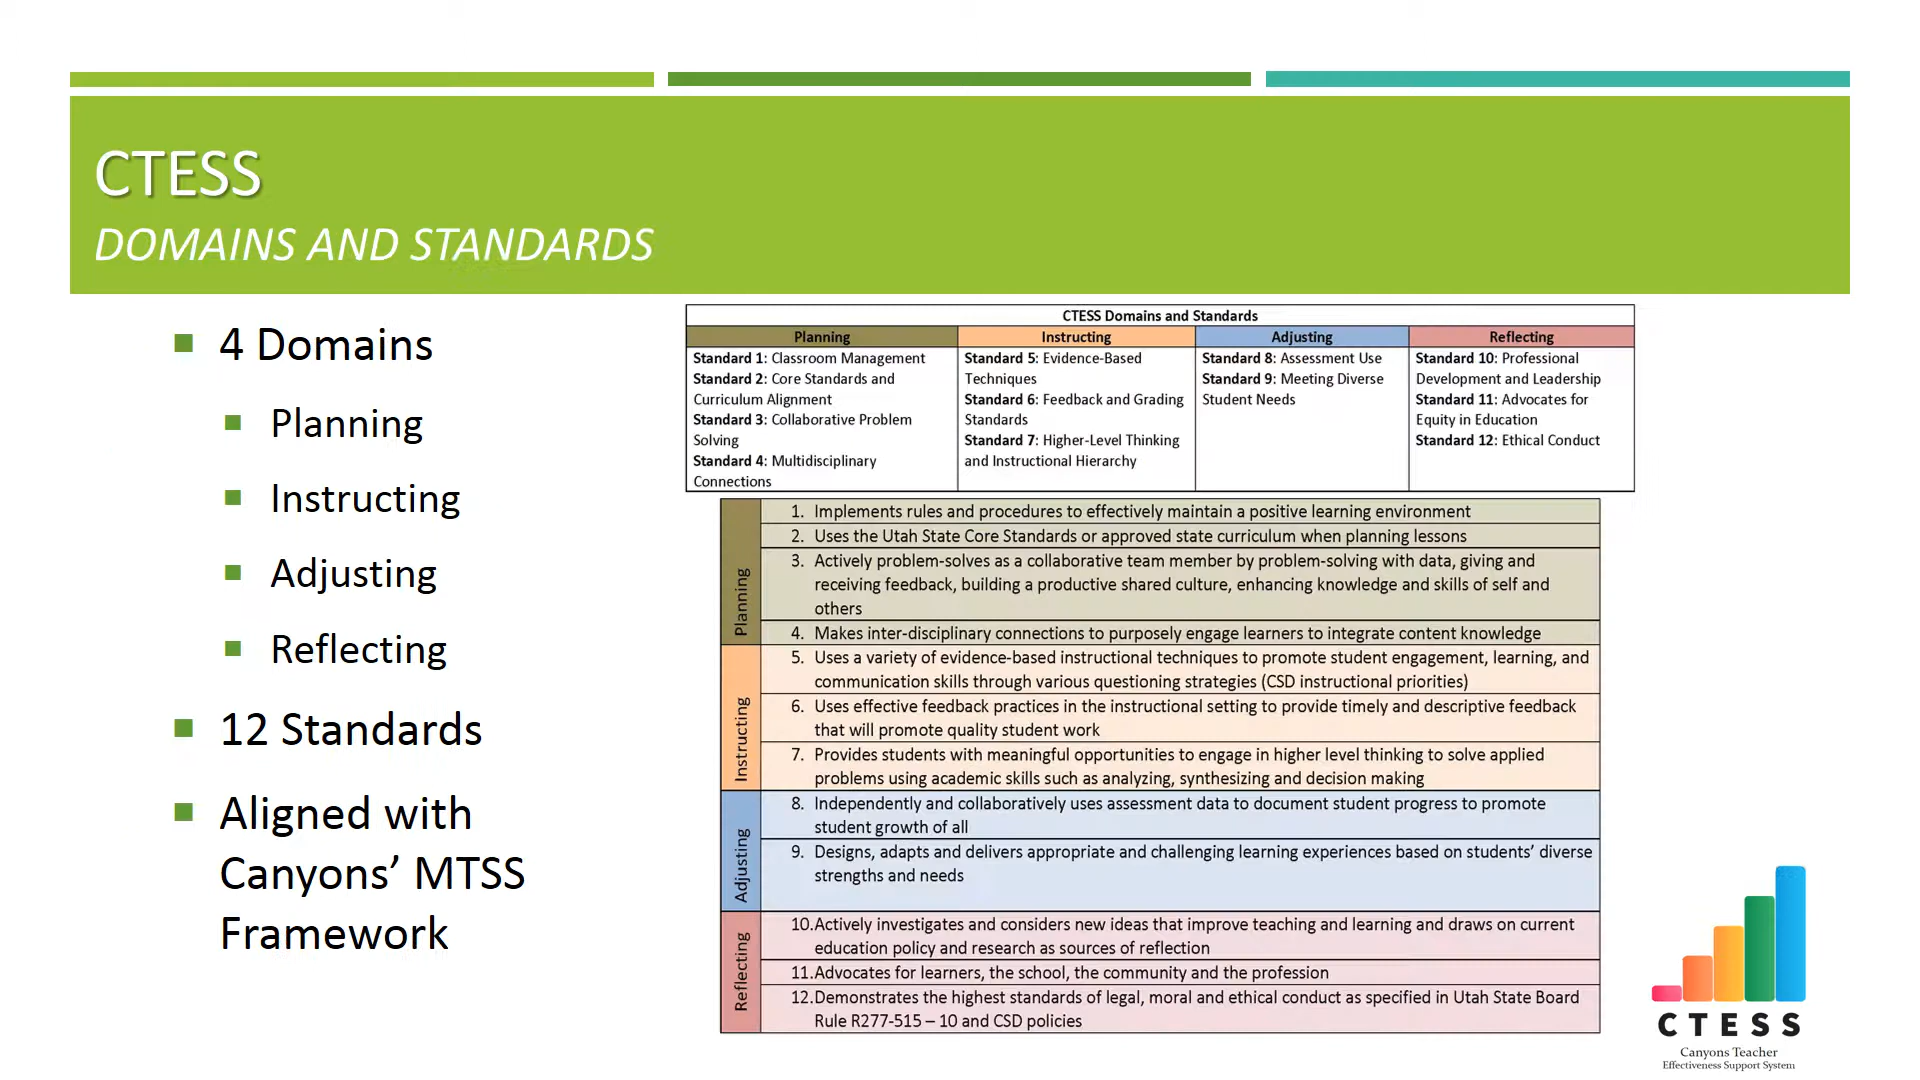 CTESS
DOMAINS AND STANDARDS
4 Domains
Planning
Instructing
Adjusting
Reflecting
12 Standards
Aligned with
Canyons’ MTSS
Framework
CTESS Domains and Standards
Planning
Instructing
Adjusting
Reflecting
Standard 1: Classroom Management
Standard 2: Core Standards and
Curriculum Alignment
Standard 3: Collaborative Problem
Solving
Standard 4: Multidisciplinary
Connections
Standard 5: Evidence-Based
Techniques
Standard 6: Feedback and Grading
Standards
Standard 7: Higher-Level Thinking
and Instructional Hierarchy
Standard 8: Assessment Use
Standard 9: Meeting Diverse
Student Needs
Standard 10: Professional
Development and Leadership
Standard 11: Advocates for
Equity in Education
Standard 12: Ethical Conduct
Planning
1. Implements rules and procedures to effectively maintain a positive learning environment
2. Uses the Utah State Core Standards or approved state curriculum when planning lessons
3. Actively problem-solves as a collaborative team member by problem-solving with data, giving and
receiving feedback, building a productive shared culture, enhancing knowledge and skills of self and
others
4. Makes inter-disciplinary connections to purposely engage learners to integrate content knowledge
Instructing
5. Uses a variety of evidence-based instructional techniques to promote student engagement, learning, and
communication skills through various questioning strategies (CSD instructional priorities)
6. Uses effective feedback practices in the instructional setting to provide timely and descriptive feedback
that will promote quality student work
7. Provides students with meaningful opportunities to engage in higher level thinking to solve applied
problems using academic skills such as analyzing, synthesizing and decision making
Adjusting
8. Independently and collaboratively uses assessment data to document student progress to promote
student growth of all
9. Designs, adapts and delivers appropriate and challenging learning experiences based on students’ diverse
strengths and needs
Reflecting
10.Actively investigates and considers new ideas that improve teaching and learning and draws on current
education policy and research as sources of reflection
11.Advocates for learners, the school, the community and the profession
12.Demonstrates the highest standards of legal, moral and ethical conduct as specified in Utah State Board
Rule R277-515 – 10 and CSD policies
CTESS
Canyons Teacher
Effectiveness Support System